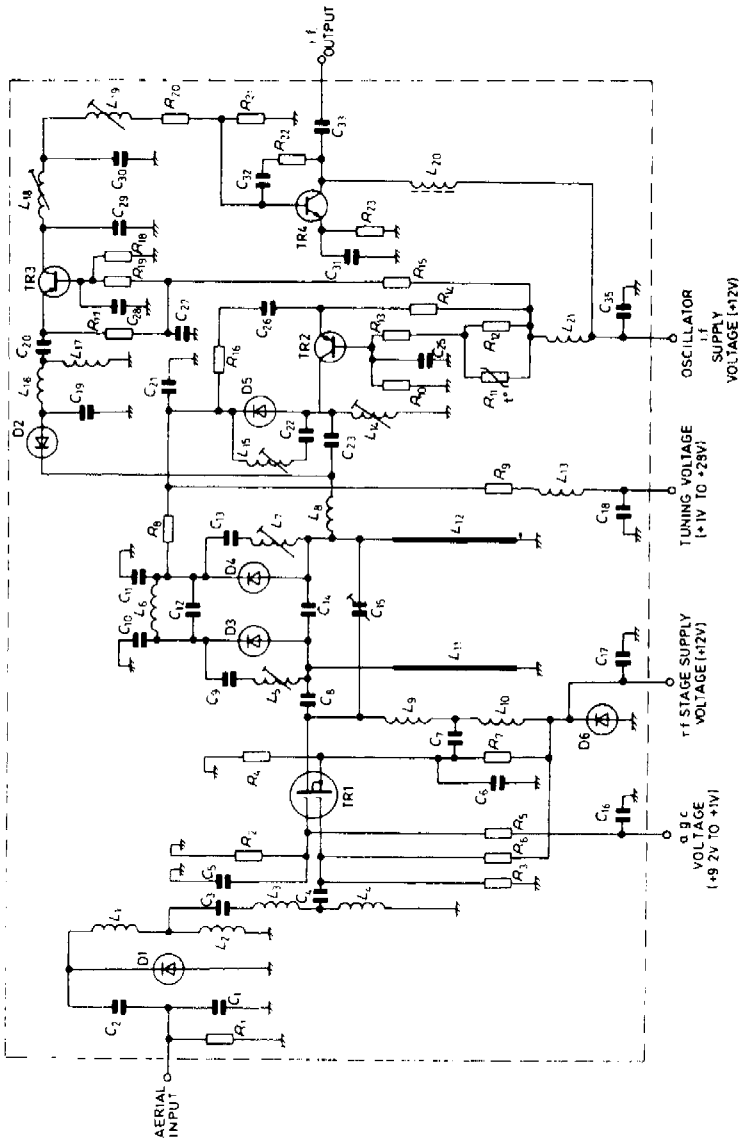 AERIAL
INPUT
R1
C1
C2
D1
L1
L2
C3
L3
C4
L4
C5
R2
R3
R6
R5
C16
a g c
VOLTAGE
(+9 2V TO +1V)
TR1
R4
C6
R7
C7
L9
L10
D6
C17
r f STAGE SUPPLY
VOLTAGE (+12V)
C8
L5
C9
D3
C10
L6
C11
C12
D4
C13
L7
C14
C15
L11
L12
R8
L8
R9
L13
C18
TUNING VOLTAGE
(+1V TO +28V)
D2
C19
L16
L17
C20
C21
R16
D5
L15
C22
C23
L14
TR2
C26
R10
C25
R13
R14
R11
t°
R12
R15
L21
C35
OSCILLATOR
i f
SUPPLY
VOLTAGE (+12V)
TR3
R17
C27
C28
R19
R18
C29
L18
C30
L19
R20
R21
C32
R22
TR4
C31
R23
L20
C33
i f
OUTPUT